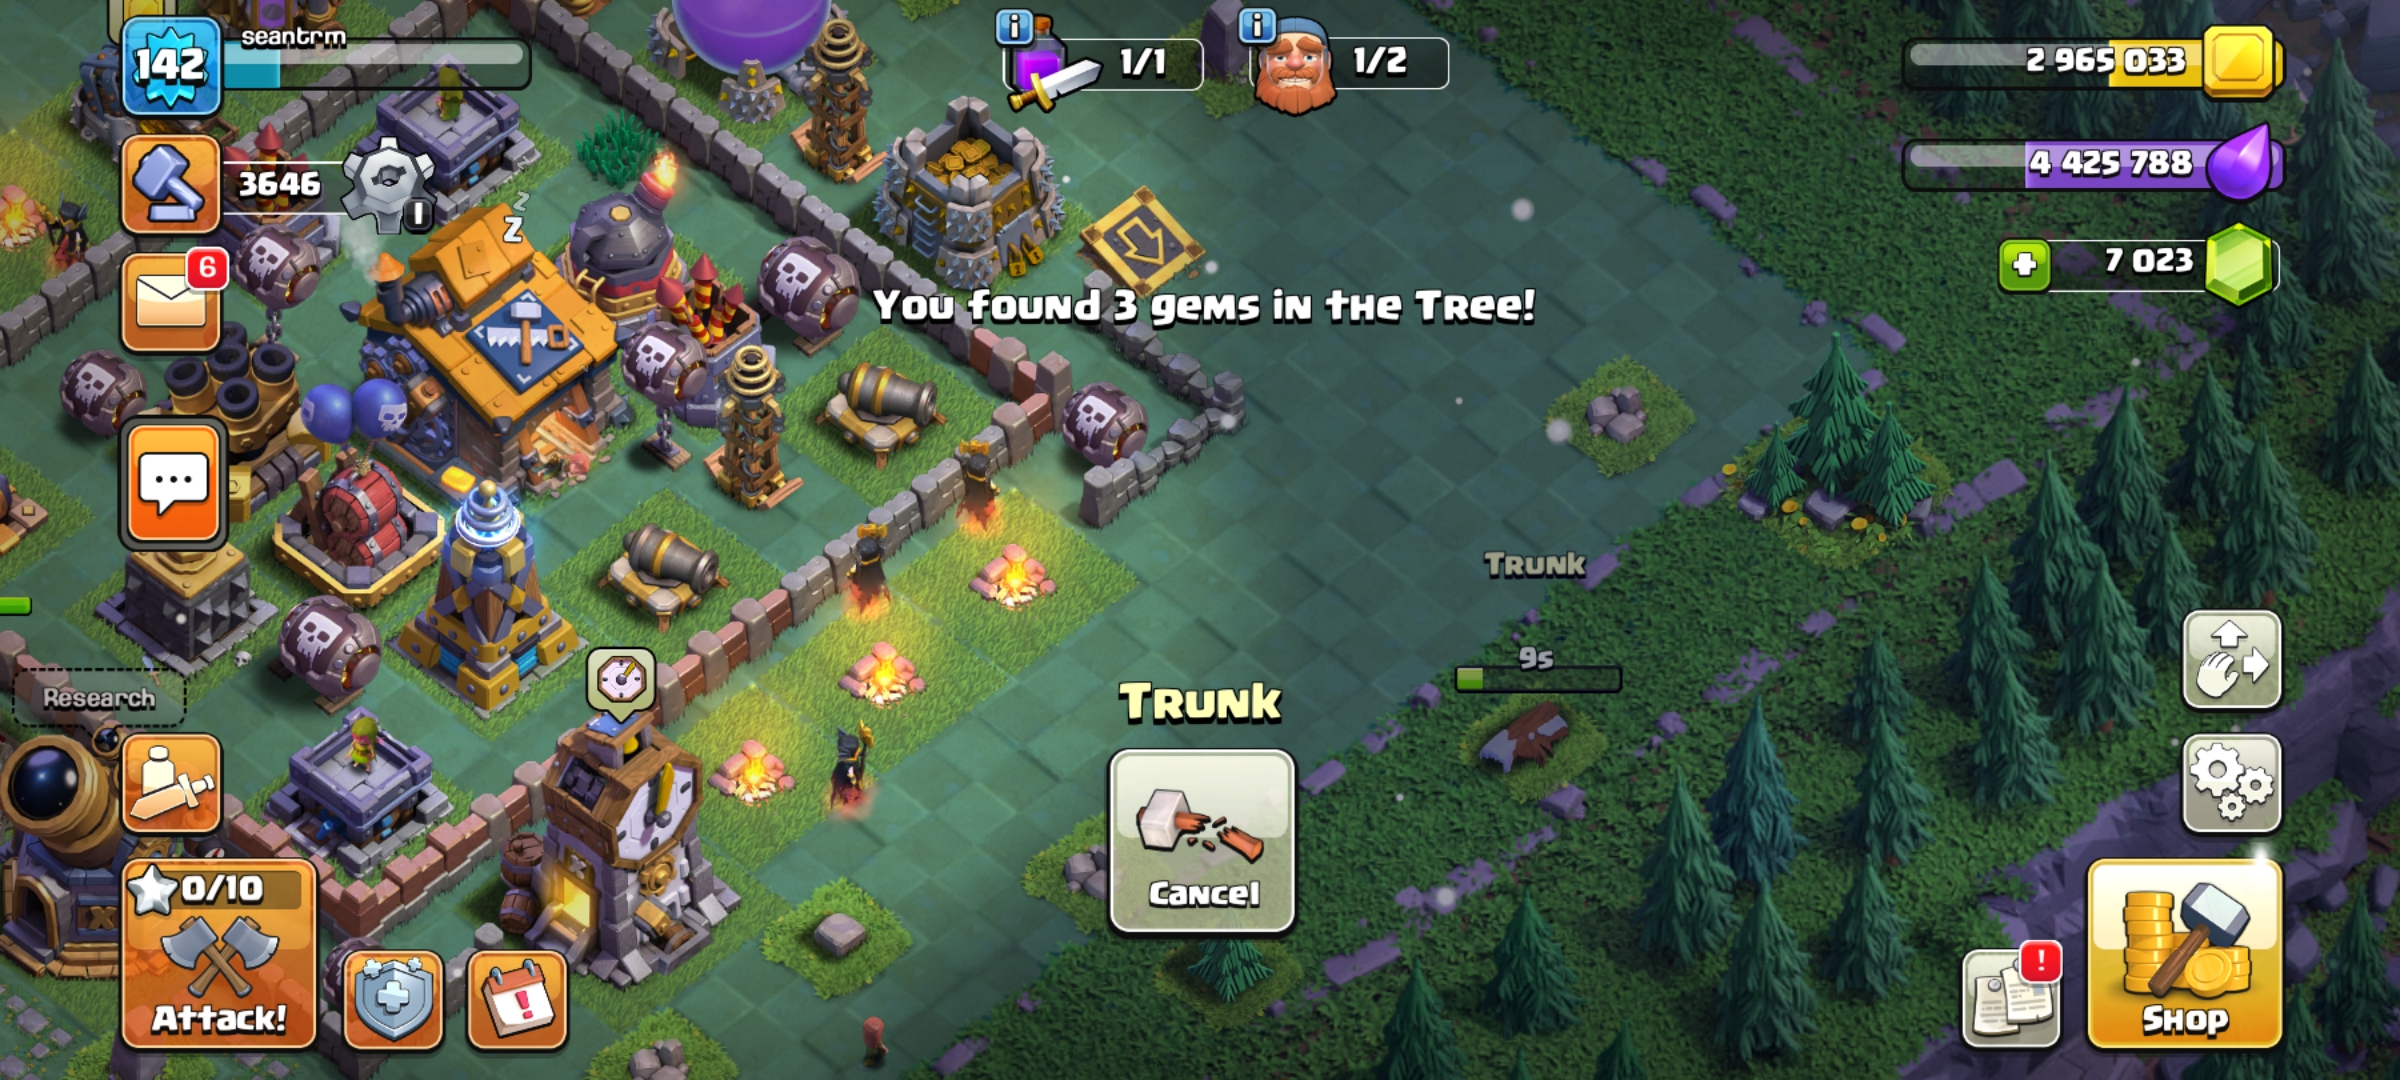 seantrm
142
1/1
1/2
2 965 033
4 425 788
7 023
3646
I
z
Z
6
You found 3 gems in the Tree!
Trunk
9s
Research
Trunk
Cancel
0/10
Attack!
!
!
Shop